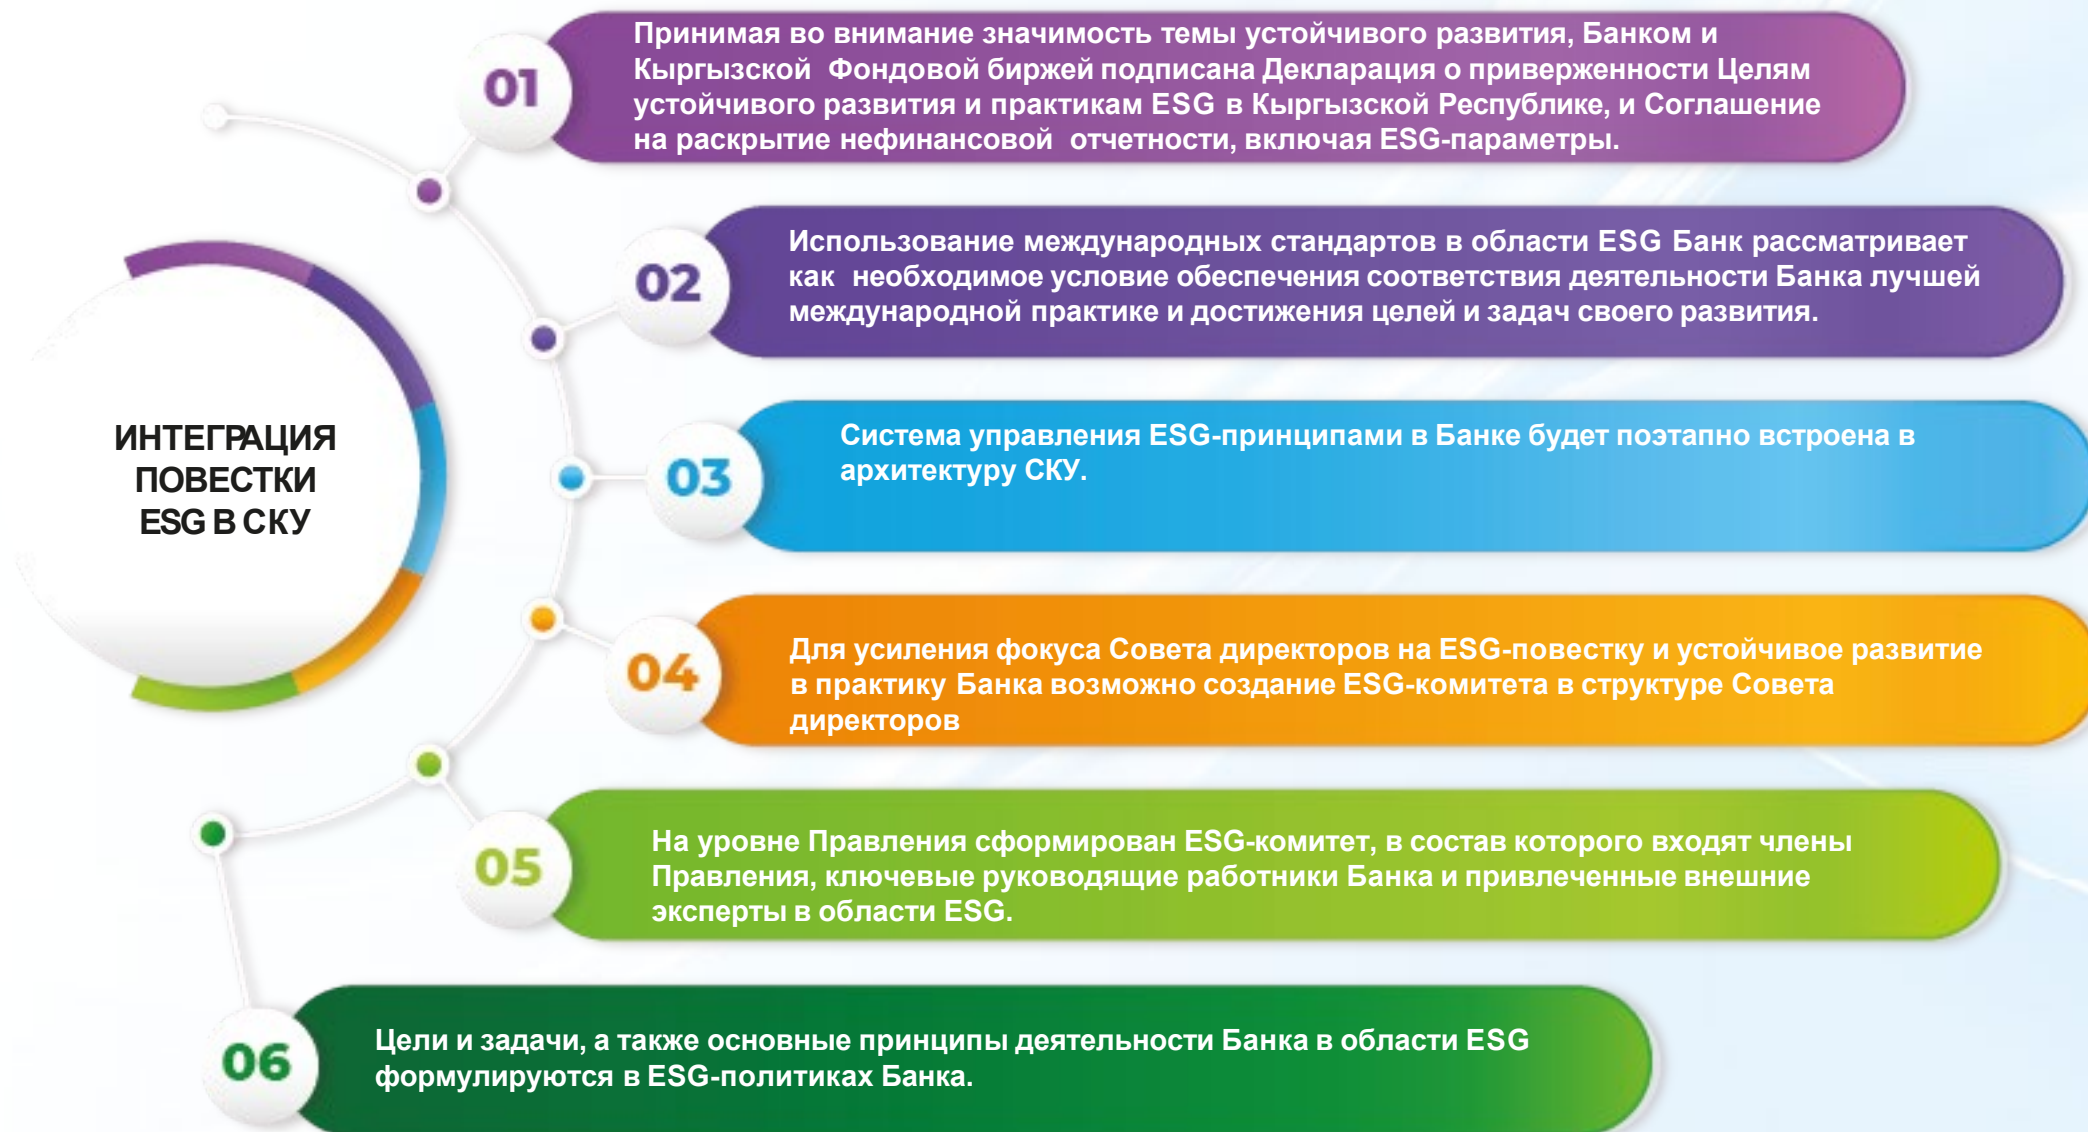 01
Принимая во внимание значимость темы устойчивого развития, Банком и
Кыргызской Фондовой биржей подписана Декларация о приверженности Целям
устойчивого развития и практикам ESG в Кыргызской Республике, и Соглашение
на раскрытие нефинансовой отчетности, включая ESG-параметры.
02
Использование международных стандартов в области ESG Банк рассматривает
как необходимое условие обеспечения соответствия деятельности Банка лучшей
международной практике и достижения целей и задач своего развития.
ИНТЕГРАЦИЯ
ПОВЕСТКИ
ESG В СКУ
03
Система управления ESG-принципами в Банке будет поэтапно встроена в
архитектуру СКУ.
04
Для усиления фокуса Совета директоров на ESG-повестку и устойчивое развитие
в практику Банка возможно создание ESG-комитета в структуре Совета
директоров
05
На уровне Правления сформирован ESG-комитет, в состав которого входят члены
Правления, ключевые руководящие работники Банка и привлеченные внешние
эксперты в области ESG.
06
Цели и задачи, а также основные принципы деятельности Банка в области ESG
формулируются в ESG-политиках Банка.